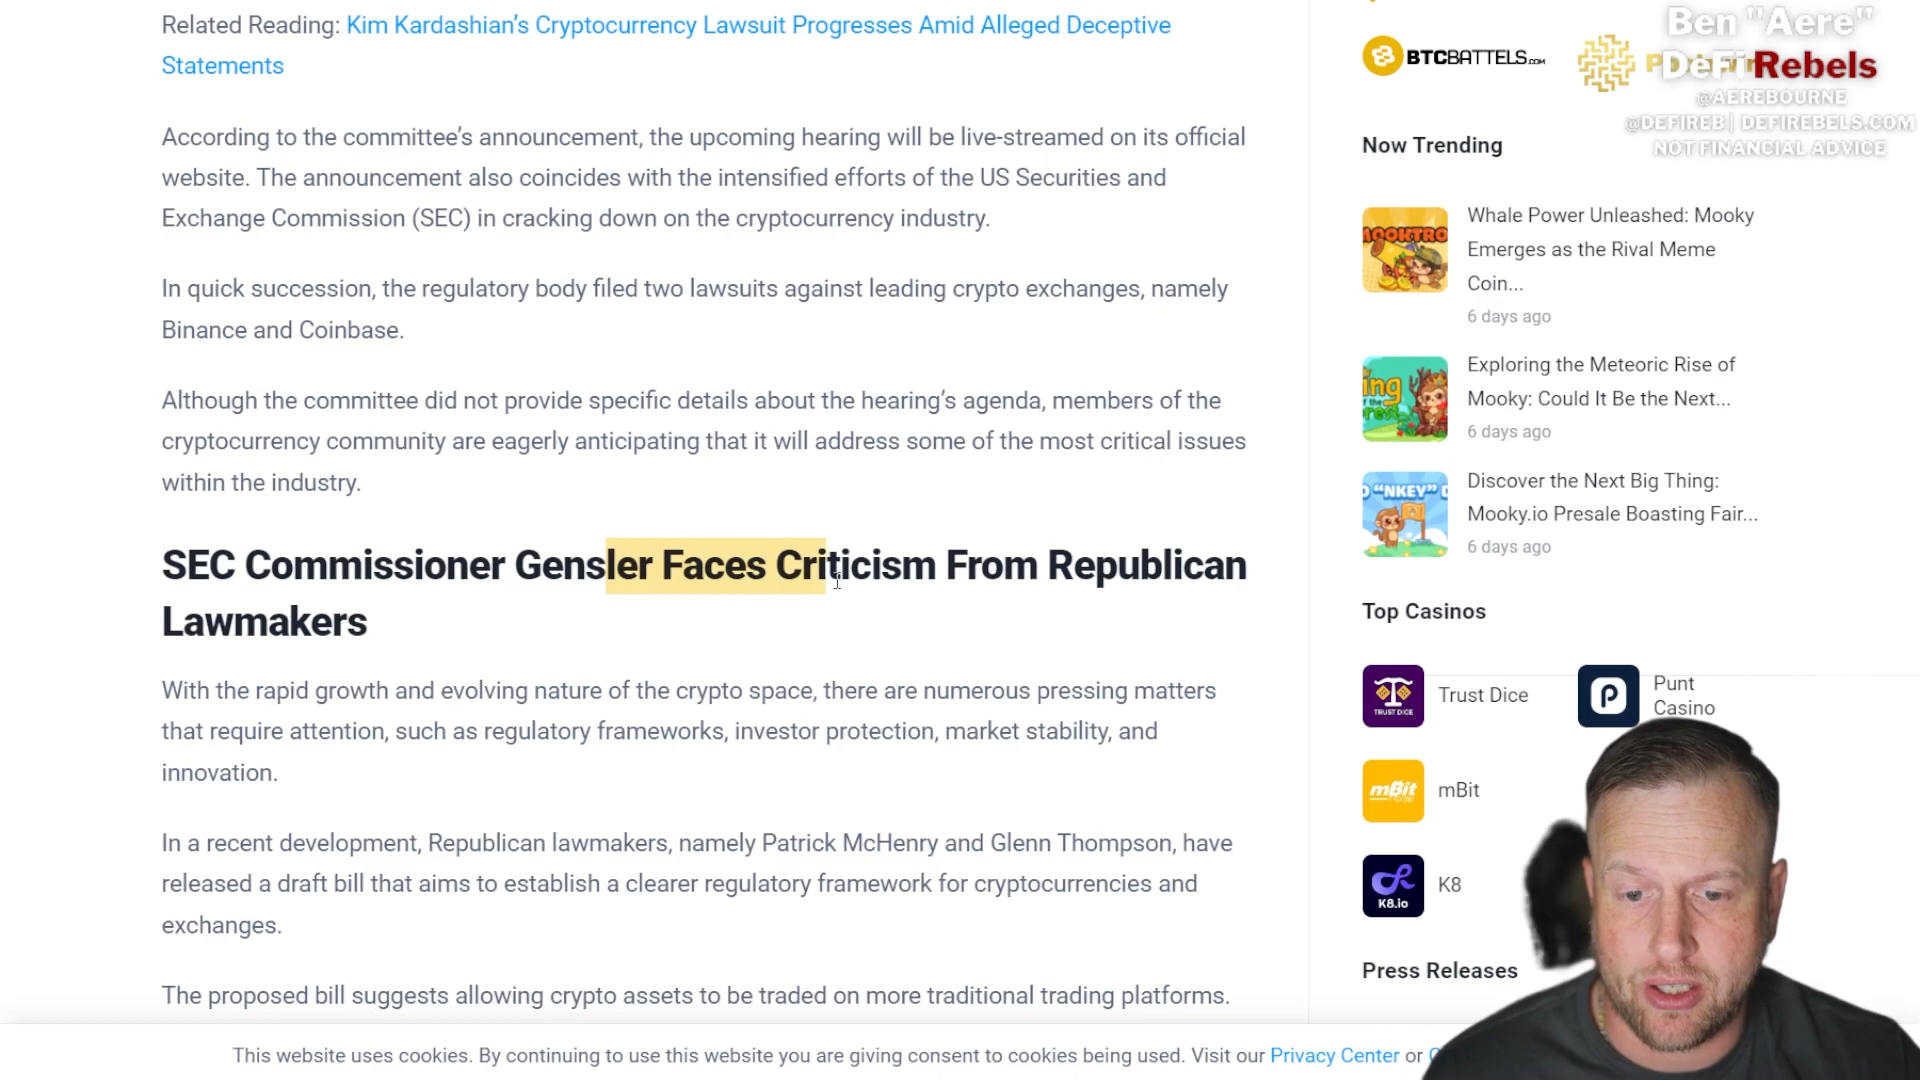 Related Reading: Kim Kardashian's Cryptocurrency Lawsuit Progresses Amid Alleged Deceptive
Statements
According to the committee's announcement, the upcoming hearing will be live-streamed on its official
website. The announcement also coincides with the intensified efforts of the US Securities and
Exchange Commission (SEC) in cracking down on the cryptocurrency industry.
In quick succession, the regulatory body filed two lawsuits against leading crypto exchanges, namely
Binance and Coinbase.
Although the committee did not provide specific details about the hearing's agenda, members of the
cryptocurrency community are eagerly anticipating that it will address some of the most critical issues
within the industry.
SEC Commissioner Gensler Faces Criticism From Republican
Lawmakers
With the rapid growth and evolving nature of the crypto space, there are numerous pressing matters
that require attention, such as regulatory frameworks, investor protection, market stability, and
innovation.
In a recent development, Republican lawmakers, namely Patrick McHenry and Glenn Thompson, have
released a draft bill that aims to establish a clearer regulatory framework for cryptocurrencies and
exchanges.
The proposed bill suggests allowing crypto assets to be traded on more traditional trading platforms.
This website uses cookies. By continuing to use this website you are giving consent to cookies being used. Visit our Privacy Center or
Ben "Aere"
DeFi Rebels
@AEREBOURNE
@DEFIREB | DEFIREBELS.COM
NOT FINANCIAL ADVICE
BTCBATTELS.COM
Now Trending
Whale Power Unleashed: Mooky
Emerges as the Rival Meme
Coin...
6 days ago
Exploring the Meteoric Rise of
Mooky: Could It Be the Next...
6 days ago
Discover the Next Big Thing:
Mooky.io Presale Boasting Fair...
6 days ago
Top Casinos
TRUST DICE
Trust Dice
Punt
Casino
mBit
mBit
K8.io
K8
Press Releases